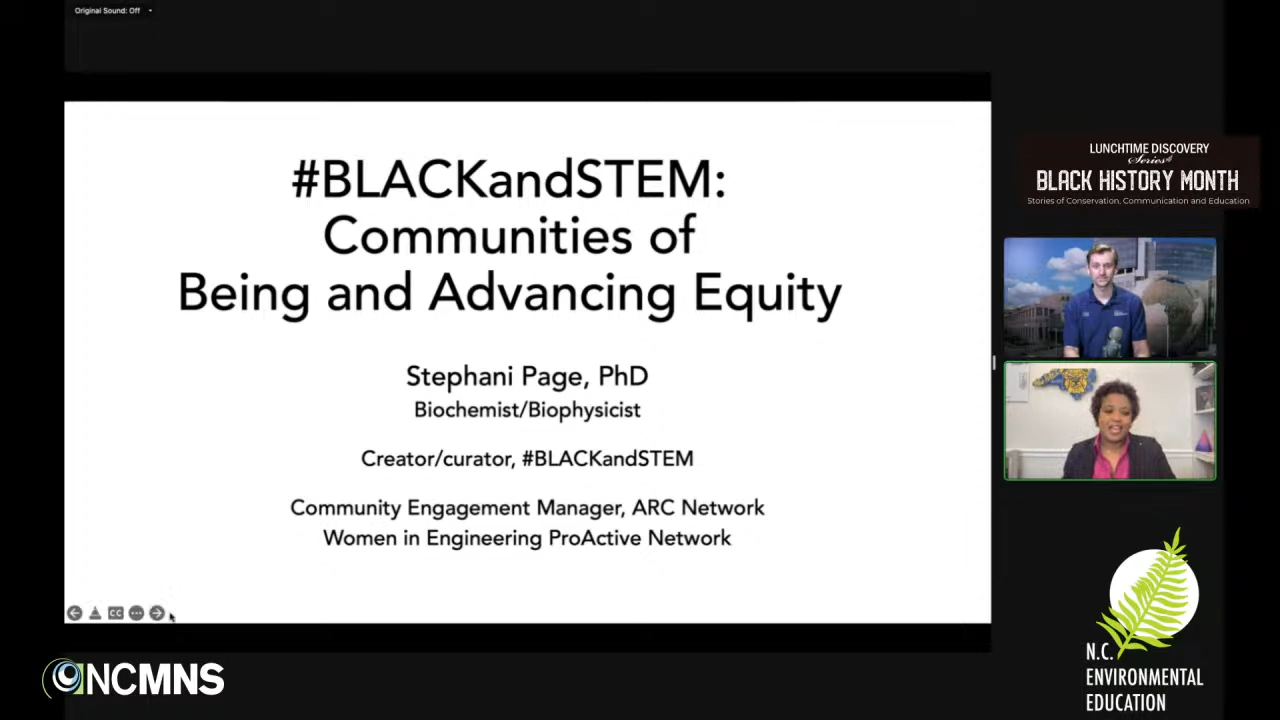 Original Sound: Off
#BLACKandSTEM:
Communities of
Being and Advancing Equity
Stephani Page, PhD
Biochemist/Biophysicist
Creator/curator, #BLACKandSTEM
Community Engagement Manager, ARC Network
Women in Engineering ProActive Network
CC
NCMNS
LUNCHTIME DISCOVERY
Series
BLACK HISTORY MONTH
Stories of Conservation, Communication and Education
N.C.
ENVIRONMENTAL
EDUCATION